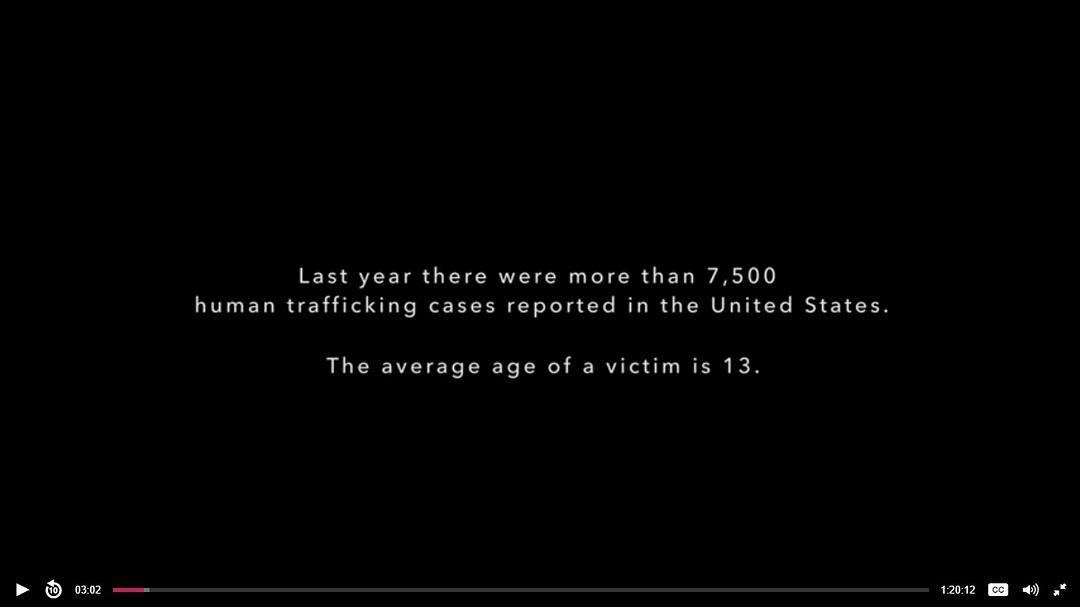 Last year there were more than 7,500
human trafficking cases reported in the United States.
The average age of a victim is 13.
10 03:02 1:20:12 CC